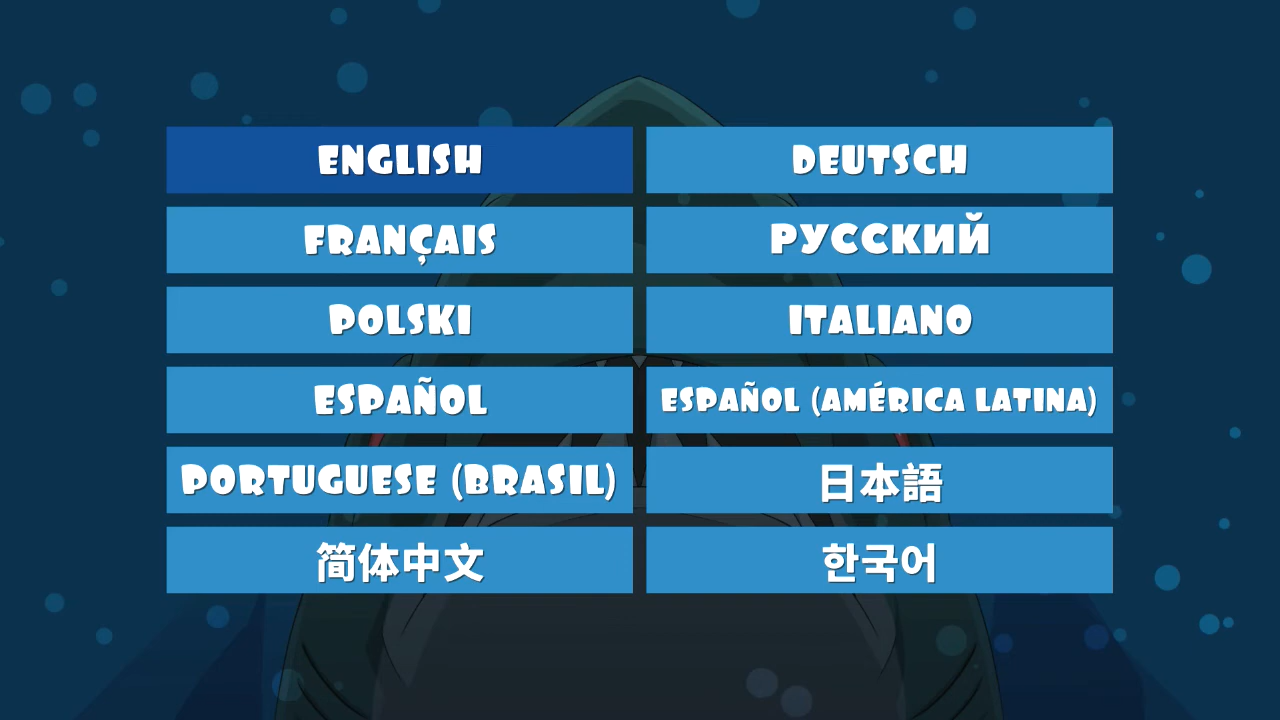 ENGLISH
DEUTSCH
FRANÇAIS
РУССКИЙ
POLSKI
ITALIANO
ESPAÑOL
ESPAÑOL (AMÉRICA LATINA)
PORTUGUESE (BRASIL)
日本語
简体中文
한국어